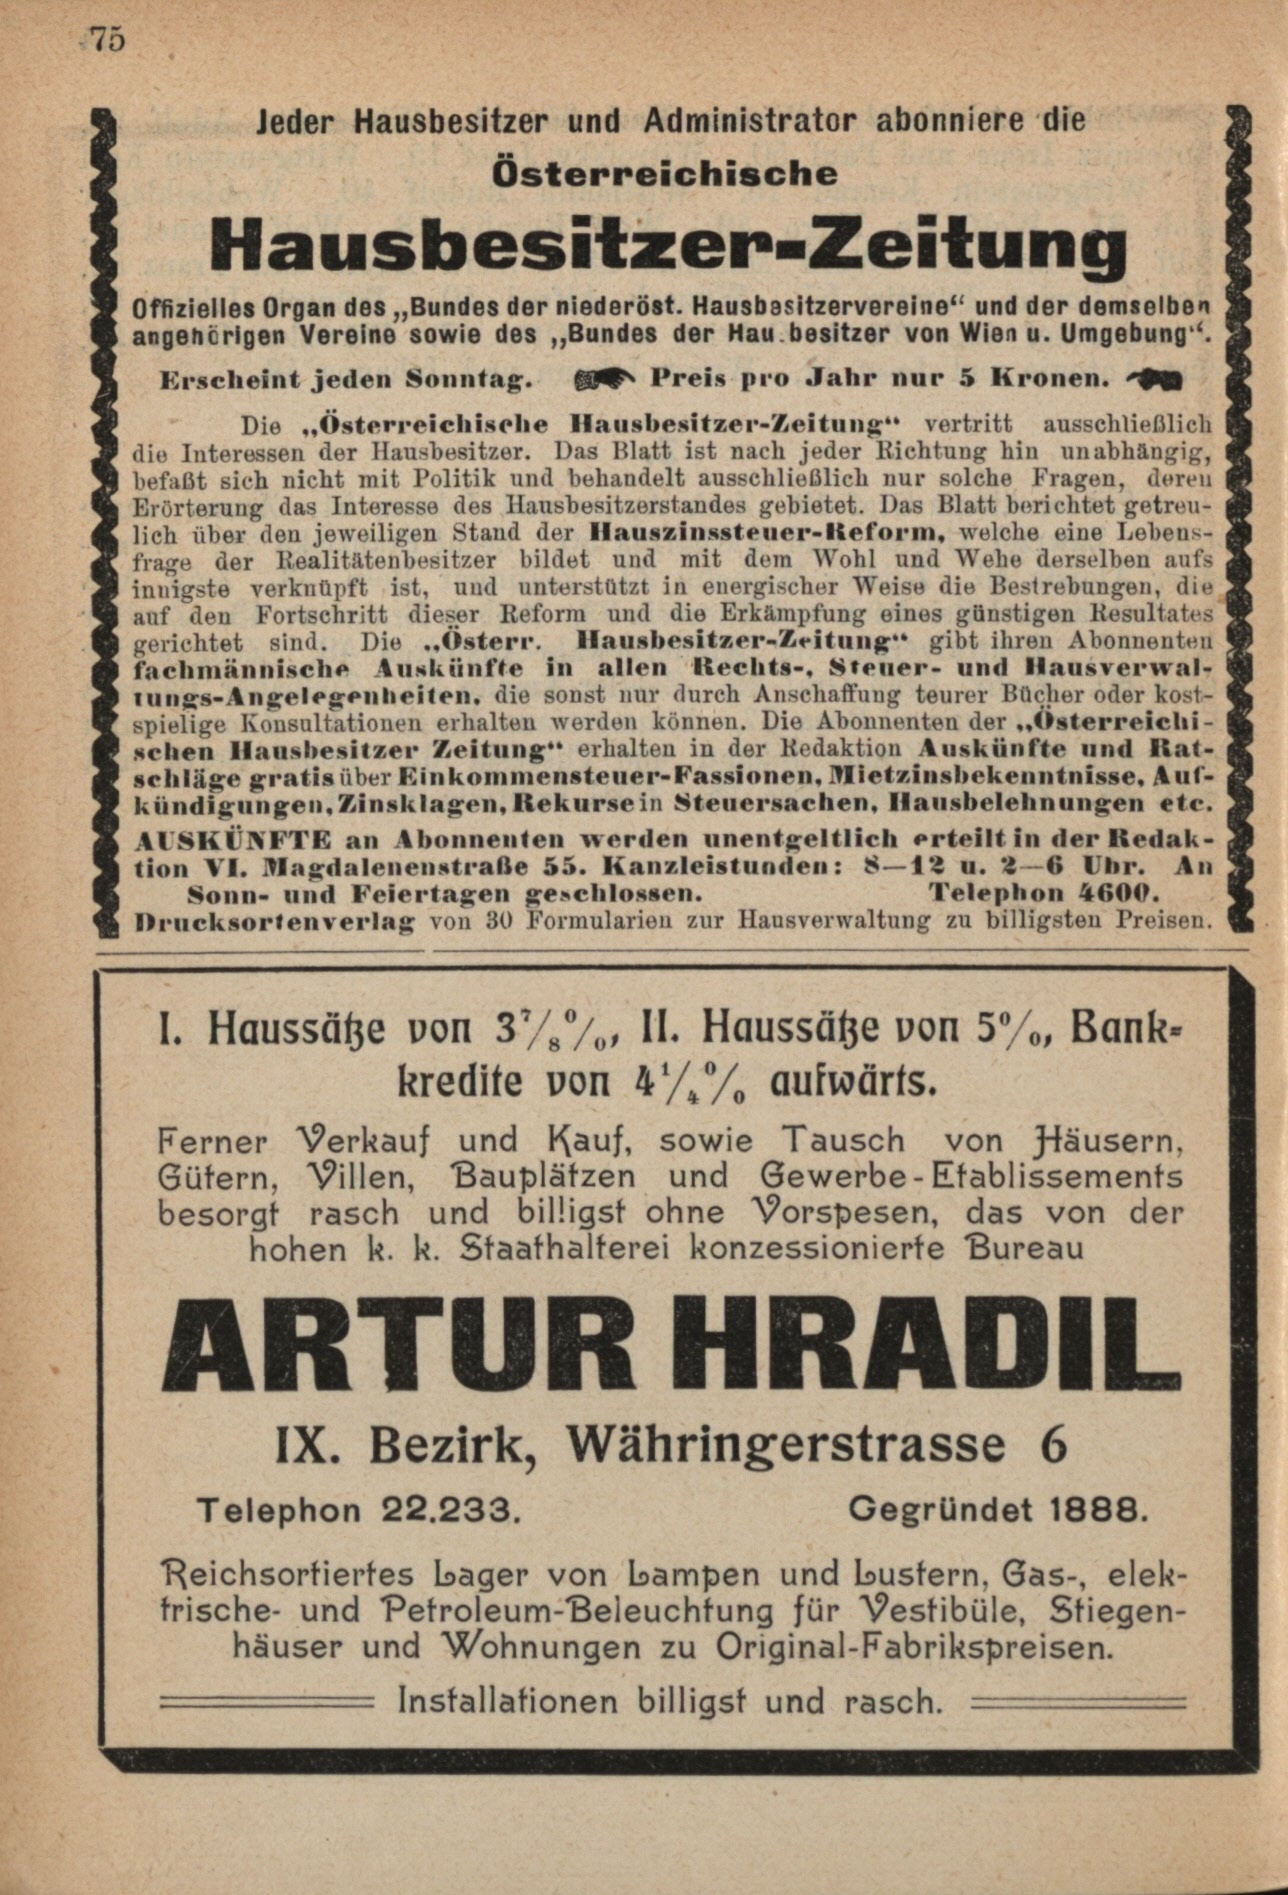 75
Jeder Hausbesitzer und Administrator abonniere die
Österreichische
Hausbesitzer-Zeitung
Offizielles Organ des „Bundes der niederöst. Hausbesitzervereine“ und der demselben
angehörigen Vereine sowie des „Bundes der Hau.besitzer von Wien u. Umgebung“.
Erscheint jeden Sonntag. Preis pro Jahr nur 5 Kronen.
Die „Österreichische Hausbesitzer-Zeitung“ vertritt ausschließlich
die Interessen der Hausbesitzer. Das Blatt ist nach jeder Richtung hin unabhängig,
befaßt sich nicht mit Politik und behandelt ausschließlich nur solche Fragen, deren
Erörterung das Interesse des Hausbesitzerstandes gebietet. Das Blatt berichtet getreu-
lich über den jeweiligen Stand der Hauszinssteuer-Reform, welche eine Lebens-
frage der Realitätenbesitzer bildet und mit dem Wohl und Wehe derselben aufs
innigste verknüpft ist, und unterstützt in energischer Weise die Bestrebungen, die
auf den Fortschritt dieser Reform und die Erkämpfung eines günstigen Resultates
gerichtet sind. Die „Österr. Hausbesitzer-Zeitung“ gibt ihren Abonnenten
fachmännische Auskünfte in allen Rechts-, Steuer- und Hausverwal-
tungs-Angelegenheiten, die sonst nur durch Anschaffung teurer Bücher oder kost-
spielige Konsultationen erhalten werden können. Die Abonnenten der „Österreichi-
schen Hausbesitzer Zeitung“ erhalten in der Redaktion Auskünfte und Rat-
schläge gratis über Einkommensteuer-Fassionen, Mietzinsbekenntnisse, Auf-
kündigungen, Zinsklagen, Rekurse in Steuersachen, Hausbelehnungen etc.
AUSKÜNFTE an Abonnenten werden unentgeltlich erteilt in der Redak-
tion VI. Magdalenenstraße 55. Kanzleistunden: 8—12 u. 2—6 Uhr. An
Sonn- und Feiertagen geschlossen. Telephon 4600.
Drucksortenverlag von 30 Formularien zur Hausverwaltung zu billigsten Preisen.
I. Haussätze von 3⁷/₈%, II. Haussätze von 5%, Bank-
kredite von 4¹/₄% aufwärts.
Ferner Verkauf und Kauf, sowie Tausch von Häusern,
Gütern, Villen, Bauplätzen und Gewerbe-Etablissements
besorgt rasch und billigst ohne Vorspesen, das von der
hohen k. k. Staathalterei konzessionierte Bureau
ARTUR HRADIL
IX. Bezirk, Währingerstrasse 6
Telephon 22.233. Gegründet 1888.
Reichsortiertes Lager von Lampen und Lustern, Gas-, elek-
trische- und Petroleum-Beleuchtung für Vestibüle, Stiegen-
häuser und Wohnungen zu Original-Fabrikspreisen.
Installationen billigst und rasch.